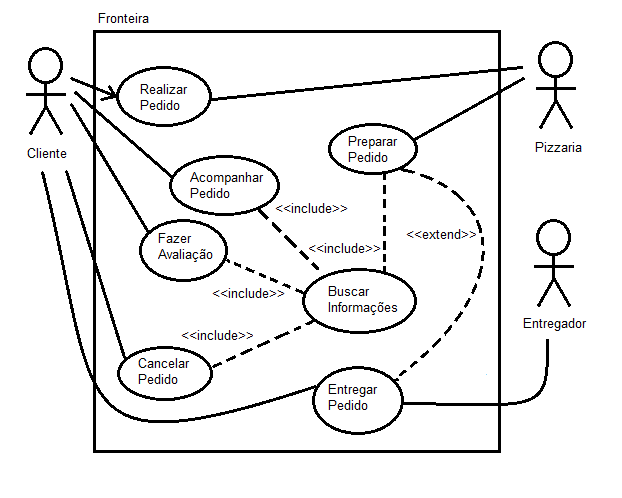 Fronteira
Realizar
Pedido
Cliente
Preparar
Pedido
Pizzaria
Acompanhar
Pedido
<<include>>
Fazer
Avaliação
<<include>>
<<extend>>
<<include>>
Buscar
Informações
Entregador
<<include>>
Cancelar
Pedido
Entregar
Pedido